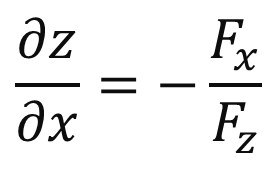 ∂z/∂x = − F_x/F_z